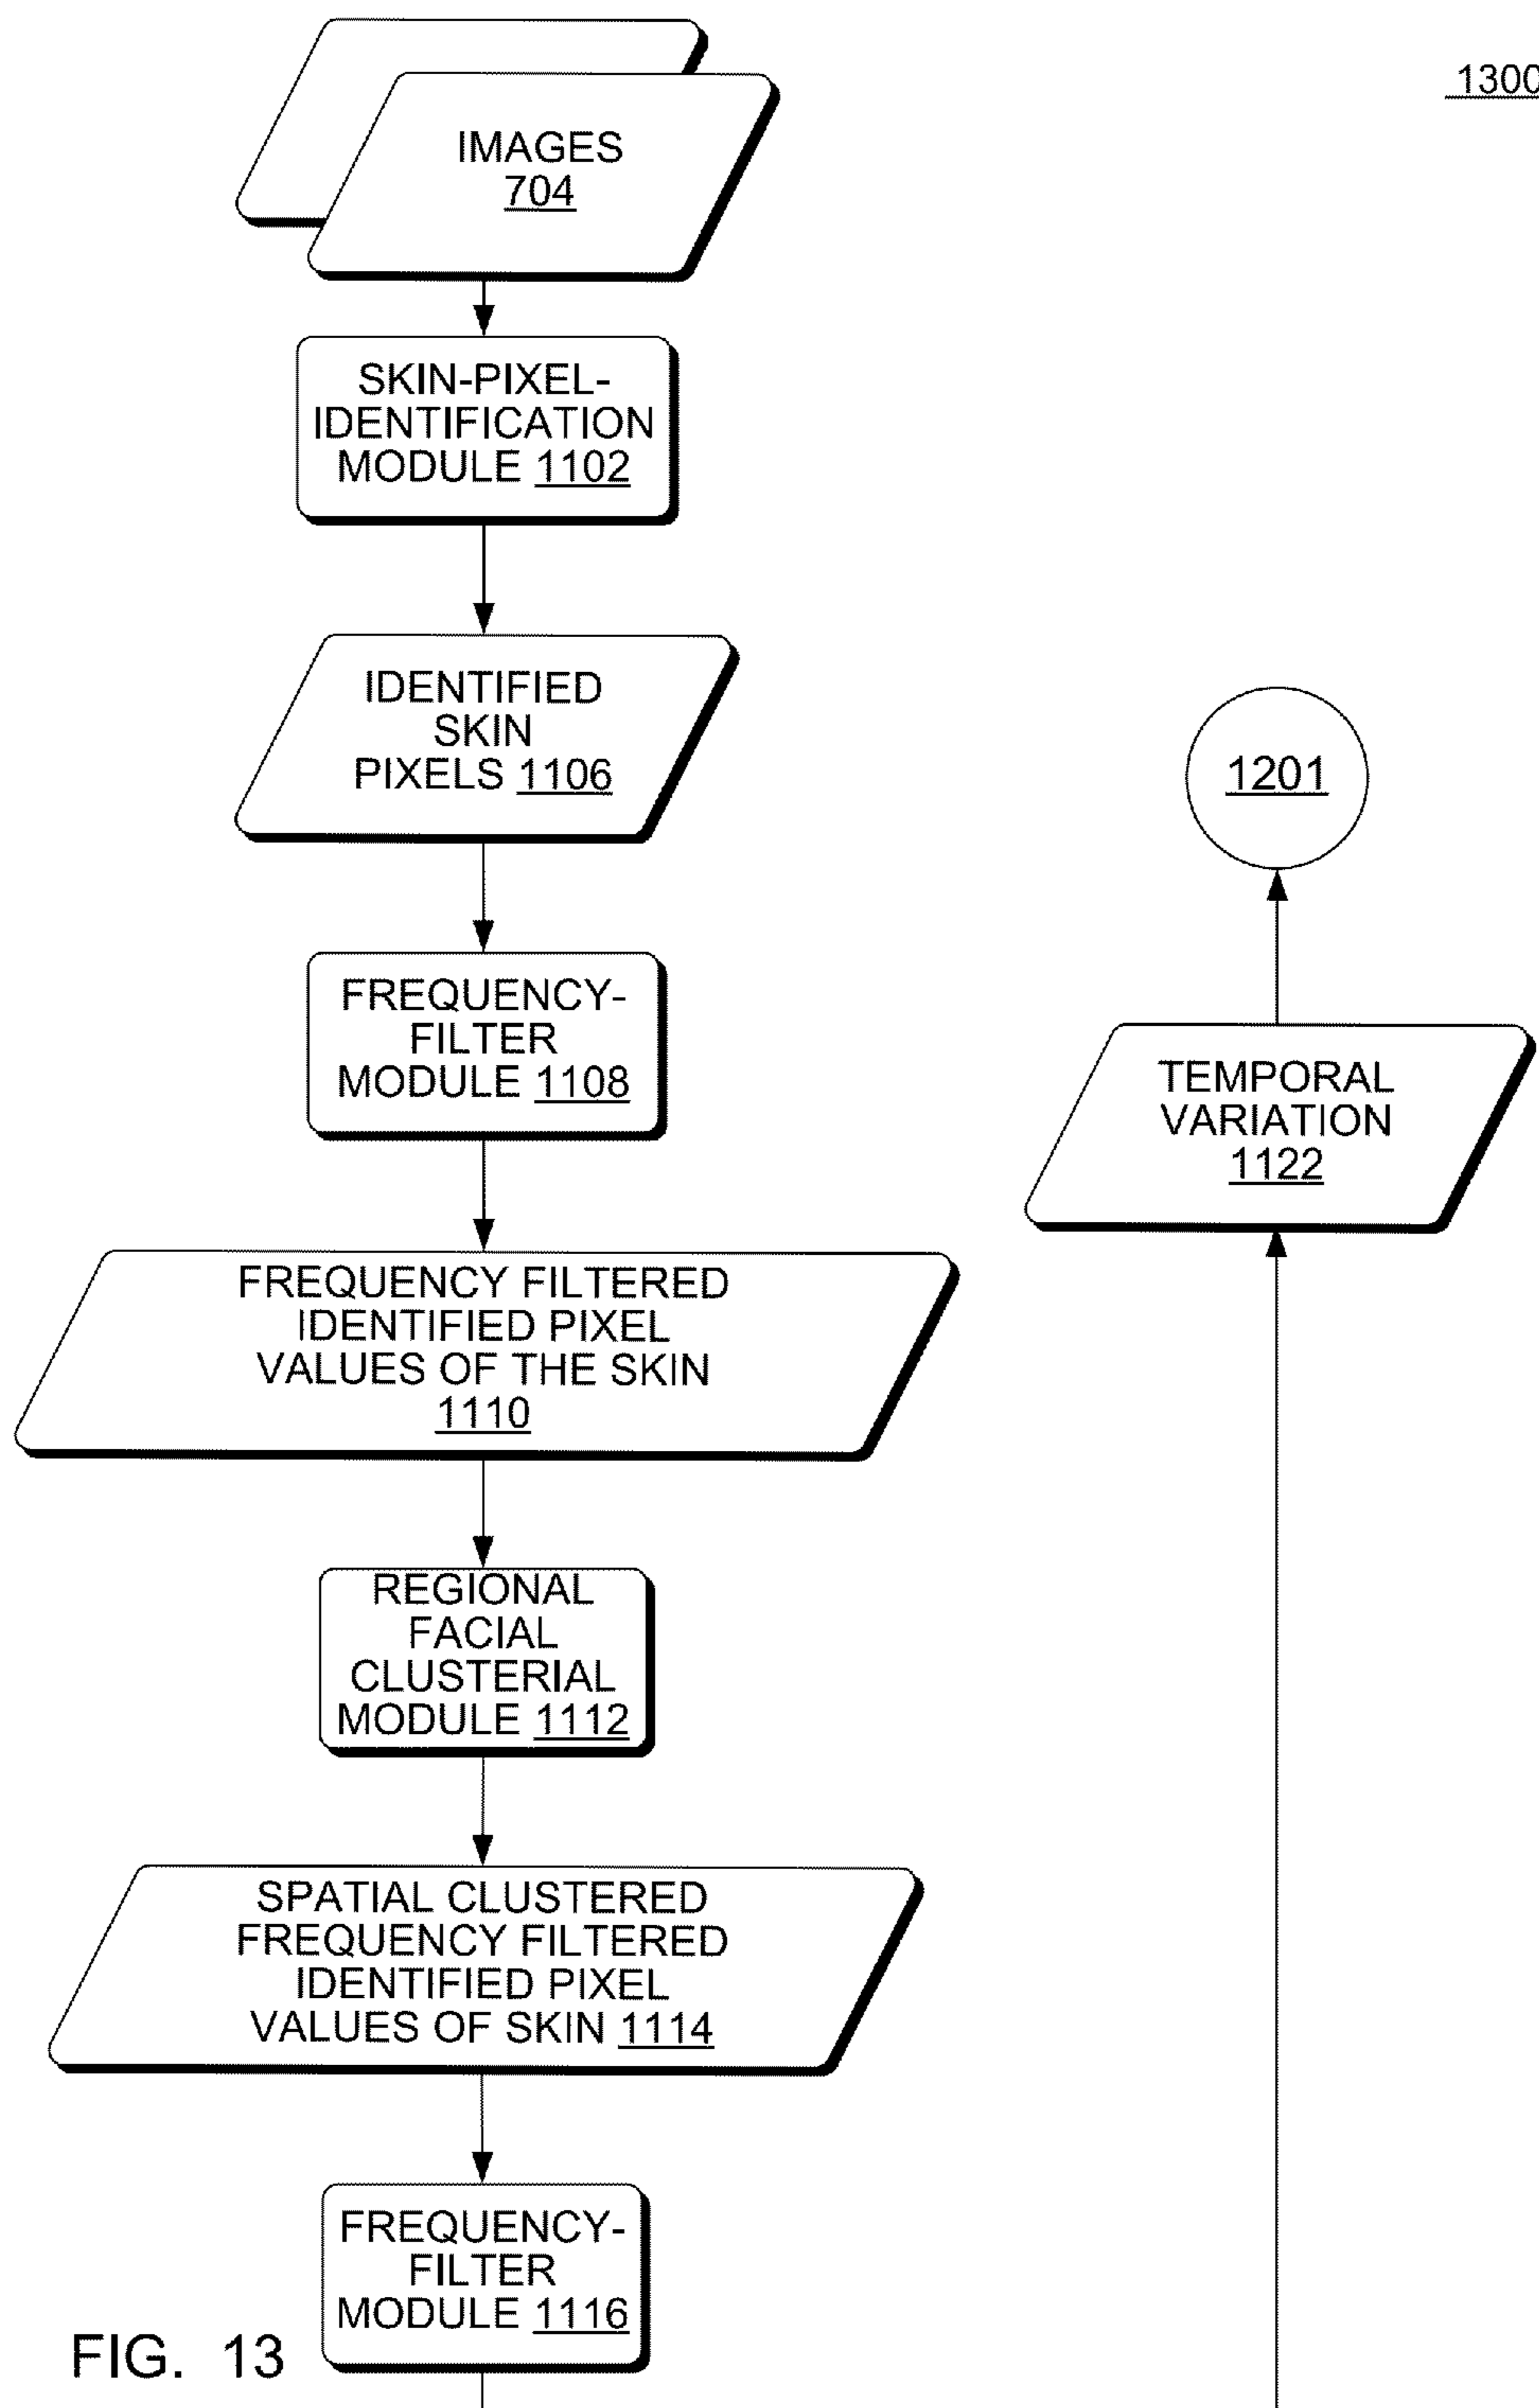 1300
IMAGES
704
SKIN-PIXEL-
IDENTIFICATION
MODULE 1102
IDENTIFIED
SKIN
PIXELS 1106
FREQUENCY-
FILTER
MODULE 1108
FREQUENCY FILTERED
IDENTIFIED PIXEL
VALUES OF THE SKIN
1110
REGIONAL
FACIAL
CLUSTERIAL
MODULE 1112
SPATIAL CLUSTERED
FREQUENCY FILTERED
IDENTIFIED PIXEL
VALUES OF SKIN 1114
FREQUENCY-
FILTER
MODULE 1116
1201
TEMPORAL
VARIATION
1122
FIG. 13